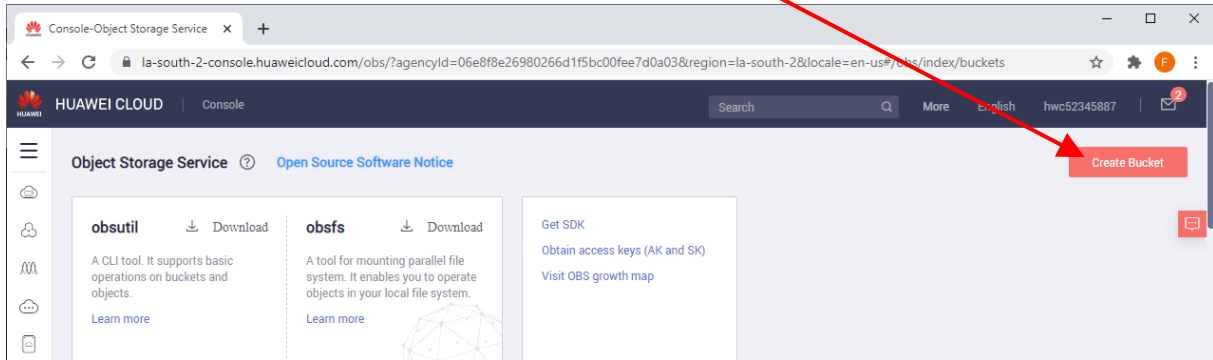 Console-Object Storage Service
la-south-2-console.huaweicloud.com/obs/?agencyId=06e8f8e26980266d1f5bc00fee7d0a03&region=la-south-2&locale=en-us#/obs/index/buckets
F
HUAWEI
HUAWEI CLOUD | Console
Search
More
English
hwc52345887
2
Object Storage Service ? Open Source Software Notice
Create Bucket
obsutil Download
A CLI tool. It supports basic
operations on buckets and
objects.
Learn more
obsfs Download
A tool for mounting parallel file
system. It enables you to operate
objects in your local file system.
Learn more
Get SDK
Obtain access keys (AK and SK)
Visit OBS growth map